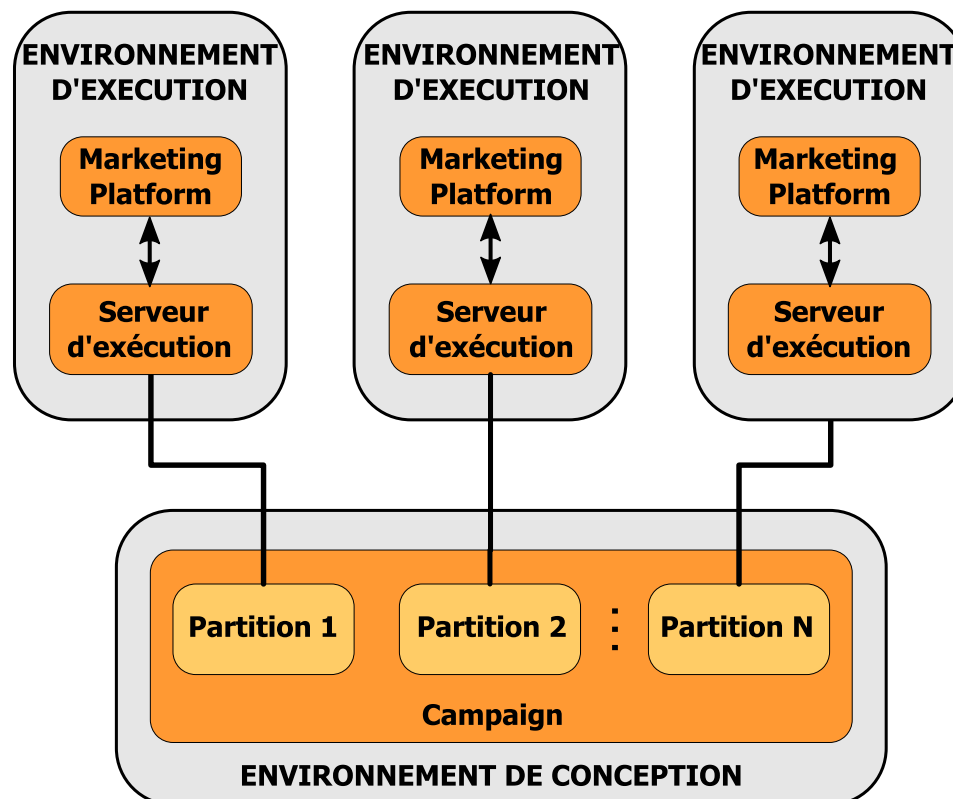 ENVIRONNEMENT
D'EXECUTION
Marketing
Platform
Serveur
d'exécution
ENVIRONNEMENT
D'EXECUTION
Marketing
Platform
Serveur
d'exécution
ENVIRONNEMENT
D'EXECUTION
Marketing
Platform
Serveur
d'exécution
Partition 1
Partition 2
Partition N
Campaign
ENVIRONNEMENT DE CONCEPTION